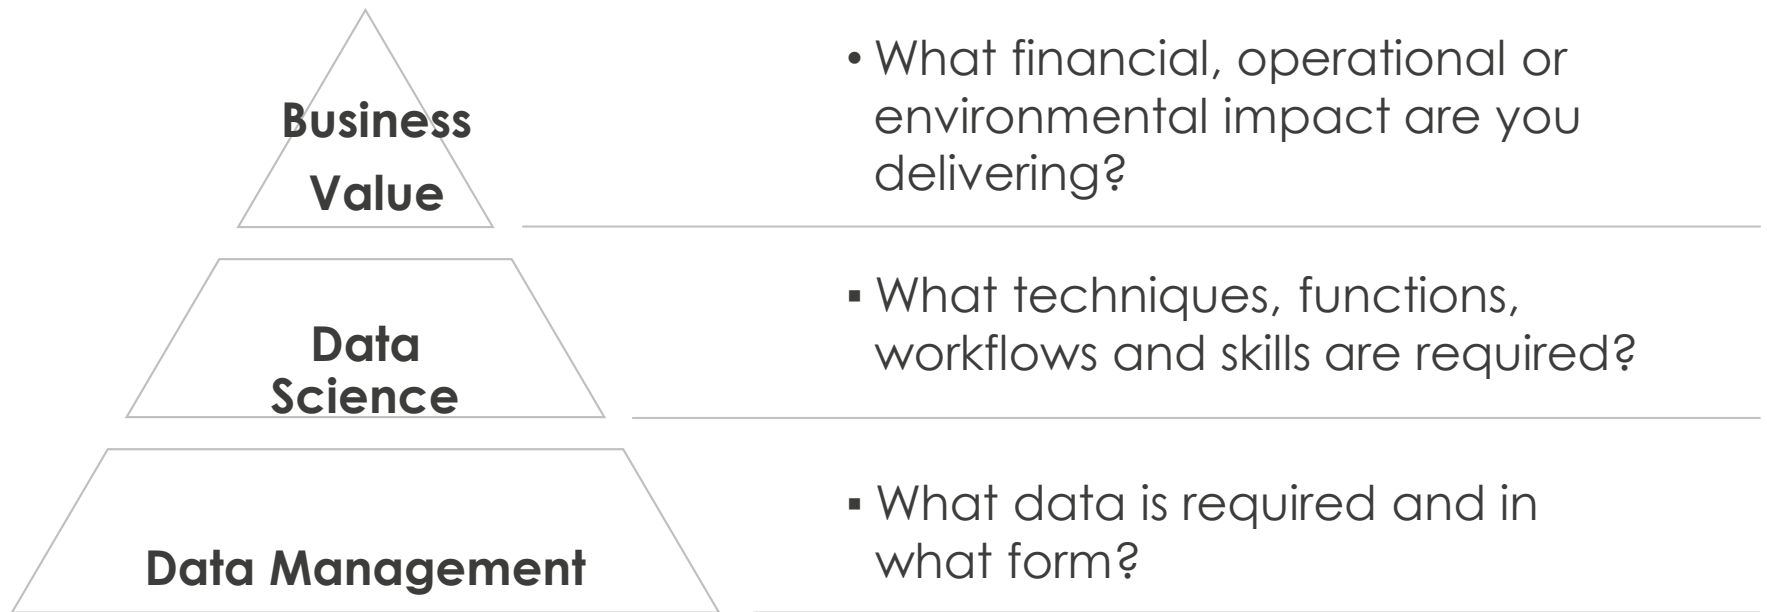 Business
Value
• What financial, operational or
environmental impact are you
delivering?
Data
Science
▪ What techniques, functions,
workflows and skills are required?
Data Management
▪ What data is required and in
what form?